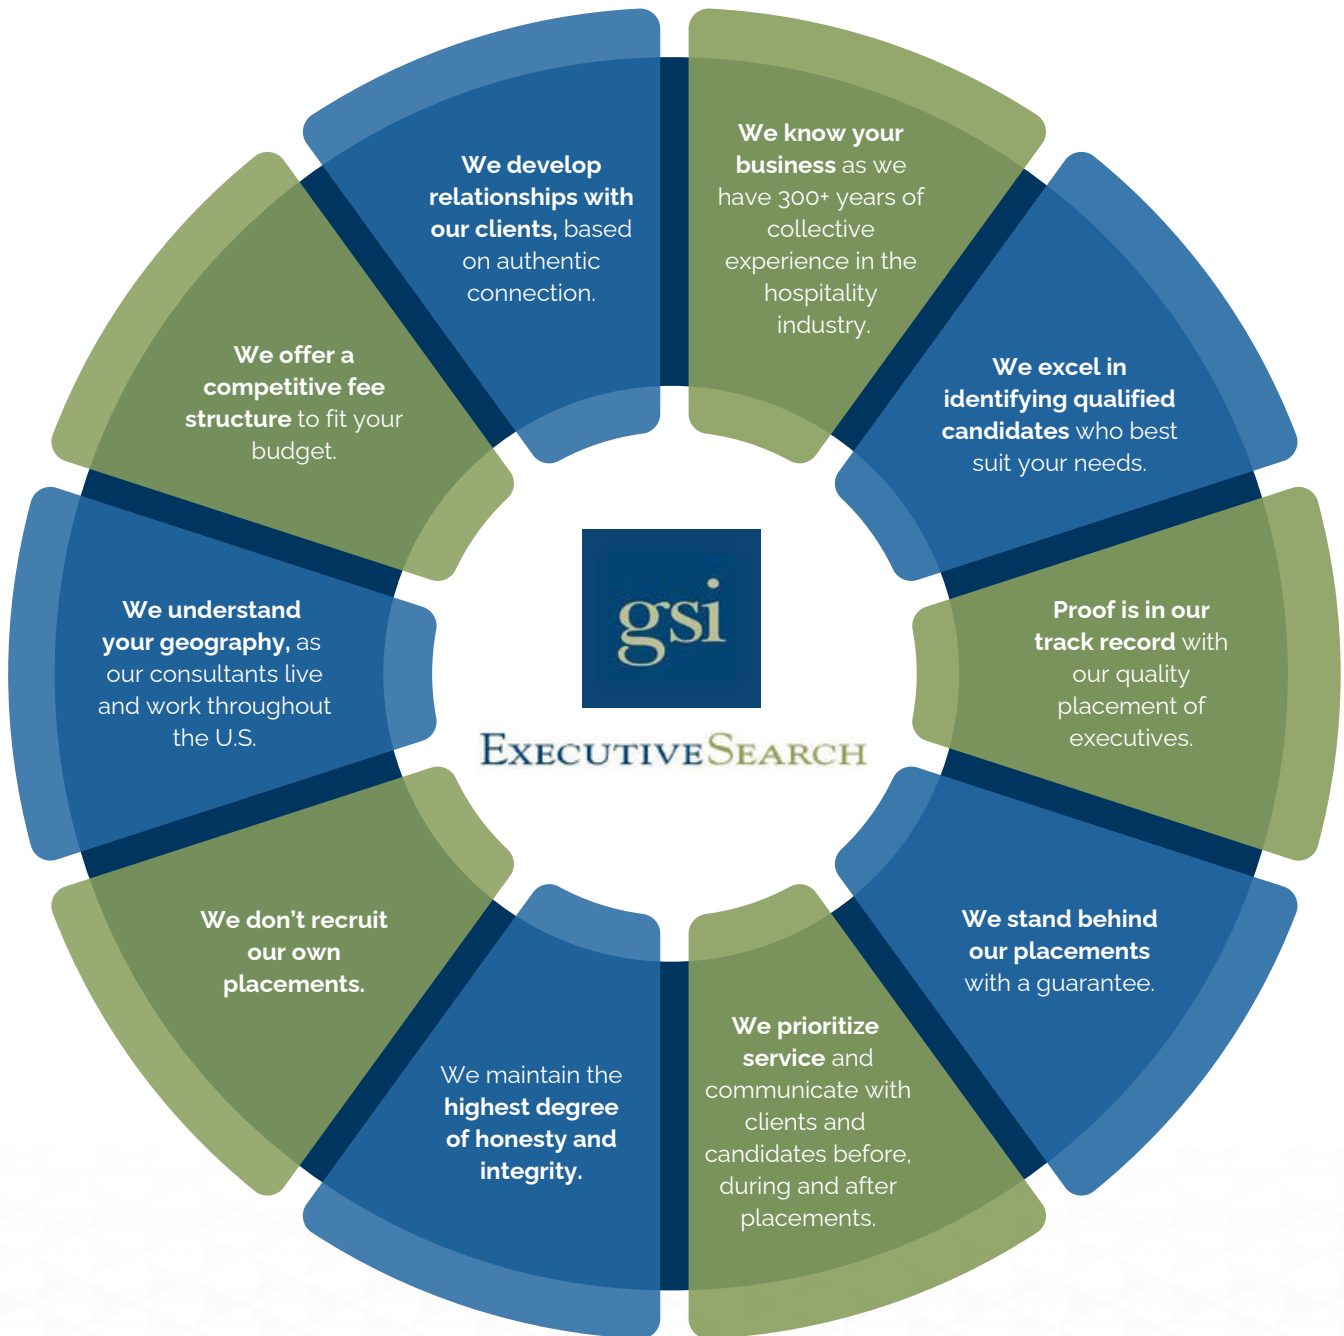 We know your
business as we
have 300+ years of
collective
experience in the
hospitality
industry.
We excel in
identifying qualified
candidates who best
suit your needs.
Proof is in our
track record with
our quality
placement of
executives.
We stand behind
our placements
with a guarantee.
We prioritize
service and
communicate with
clients and
candidates before,
during and after
placements.
We maintain the
highest degree
of honesty and
integrity.
We don’t recruit
our own
placements.
We understand
your geography, as
our consultants live
and work throughout
the U.S.
We offer a
competitive fee
structure to fit your
budget.
We develop
relationships with
our clients, based
on authentic
connection.
gsi
EXECUTIVESEARCH